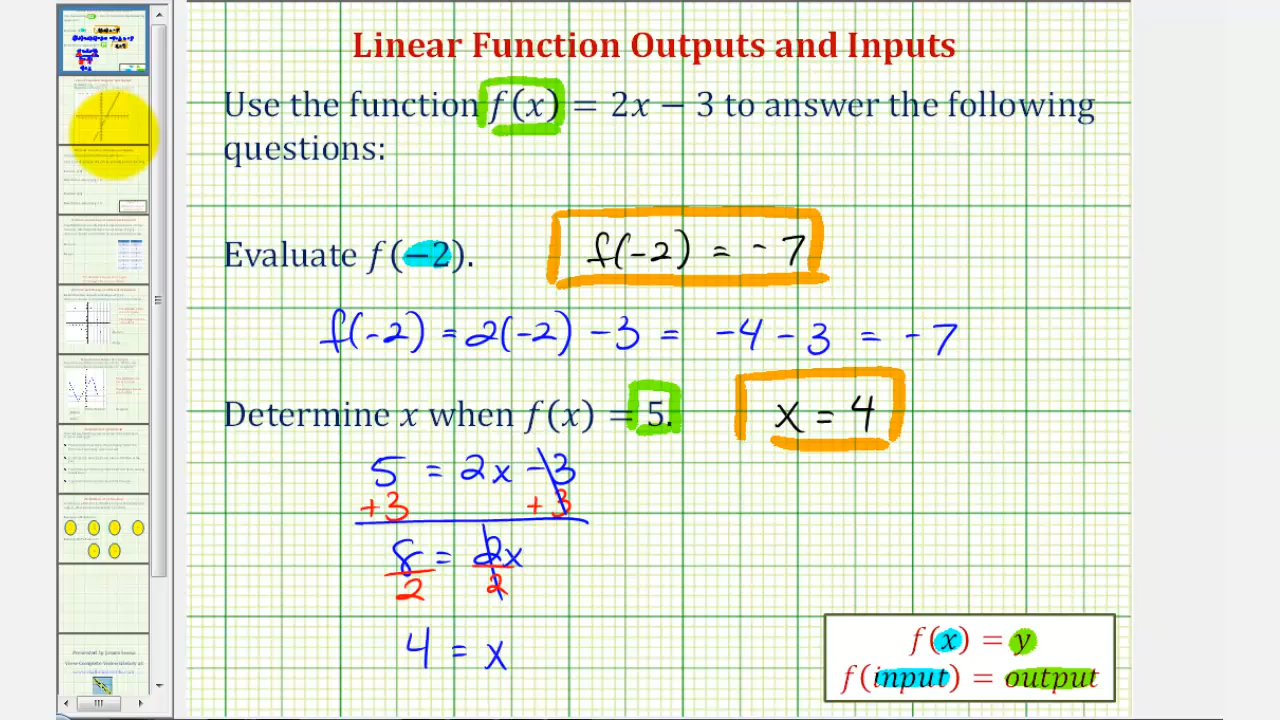 Linear Function Outputs and Inputs
Use the function f(x) = 2x − 3 to answer the following
questions:
Evaluate f(−2).
f(-2) = -7
f(-2) = 2(-2) -3 = -4 -3 = -7
Determine x when f(x) = 5.
x = 4
5 = 2x -3
+3 +3
8 = 2x
2 2
4 = x
f(x) = y
f(input) = output